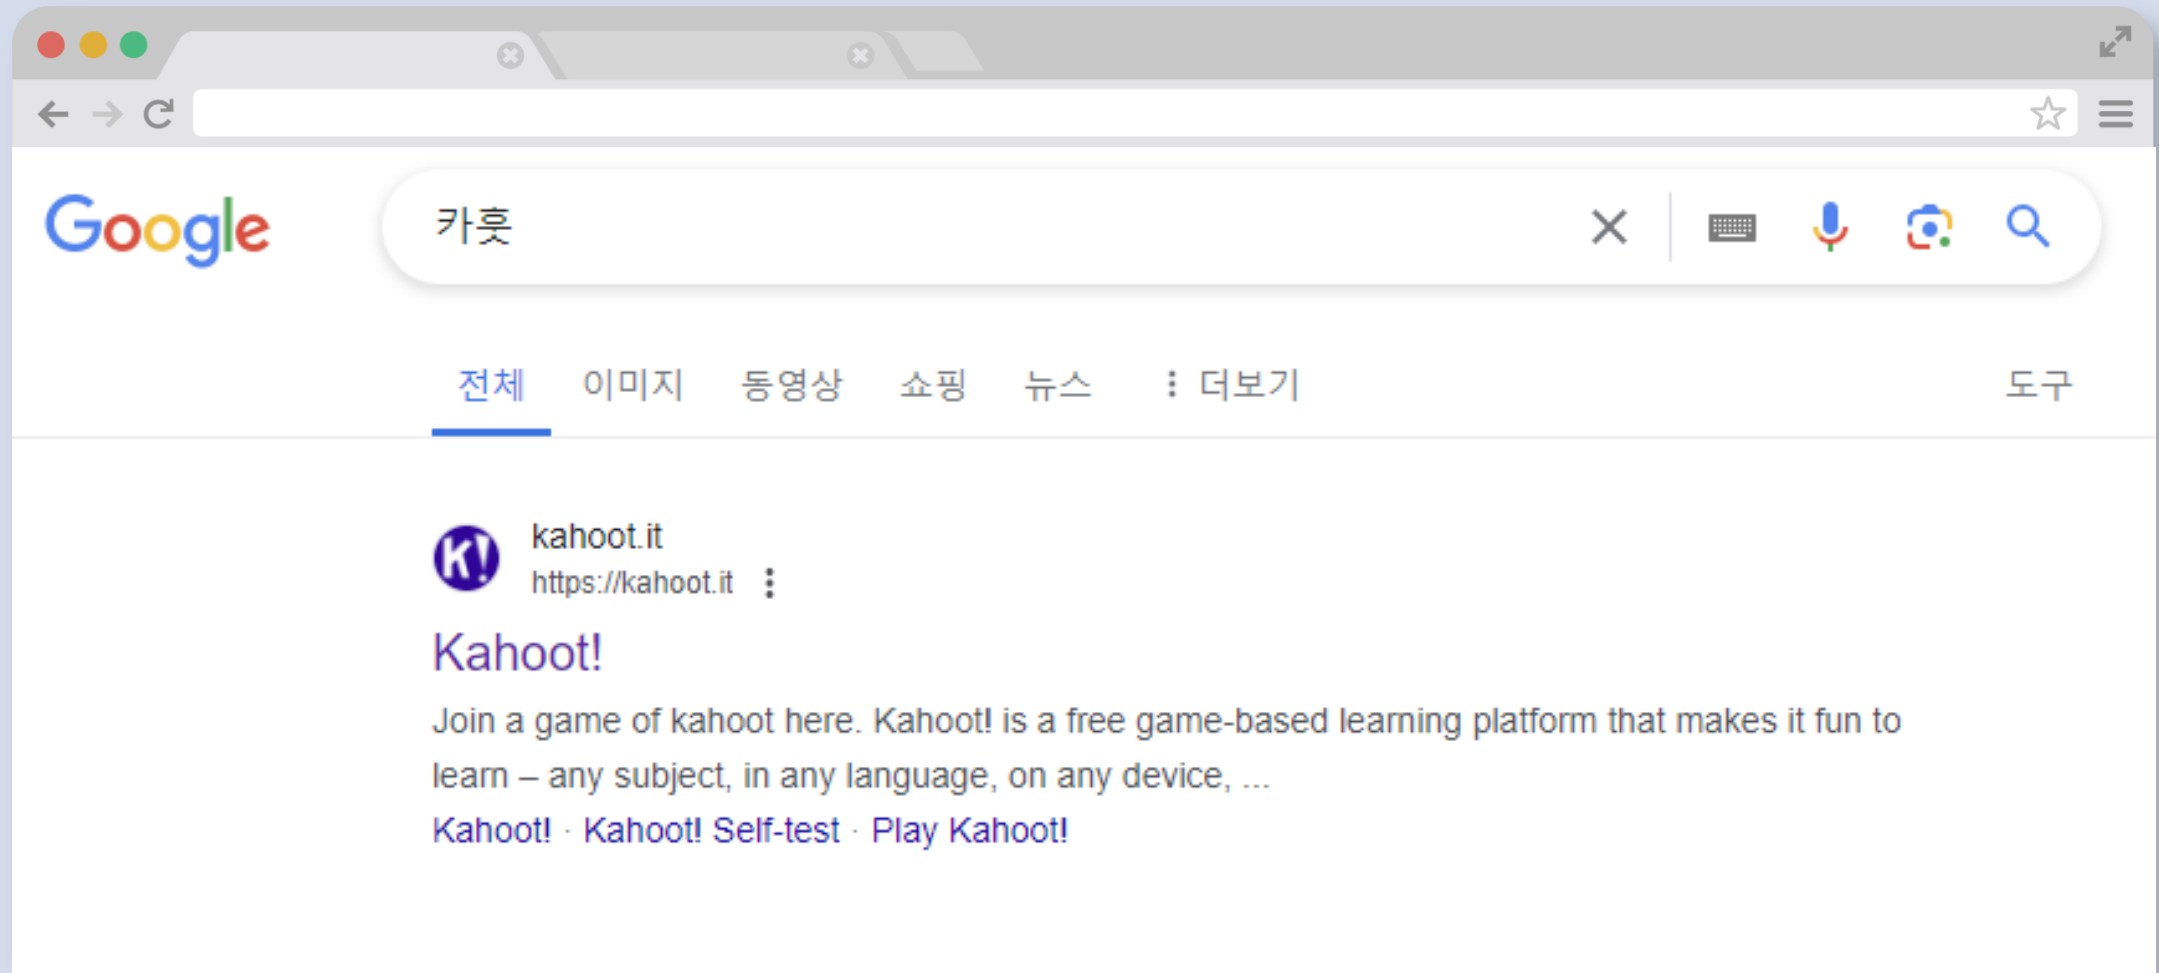 Google
카훗
전체 이미지 동영상 쇼핑 뉴스 더보기 도구
K!
kahoot.it
https://kahoot.it
Kahoot!
Join a game of kahoot here. Kahoot! is a free game-based learning platform that makes it fun to
learn – any subject, in any language, on any device, ...
Kahoot! · Kahoot! Self-test · Play Kahoot!